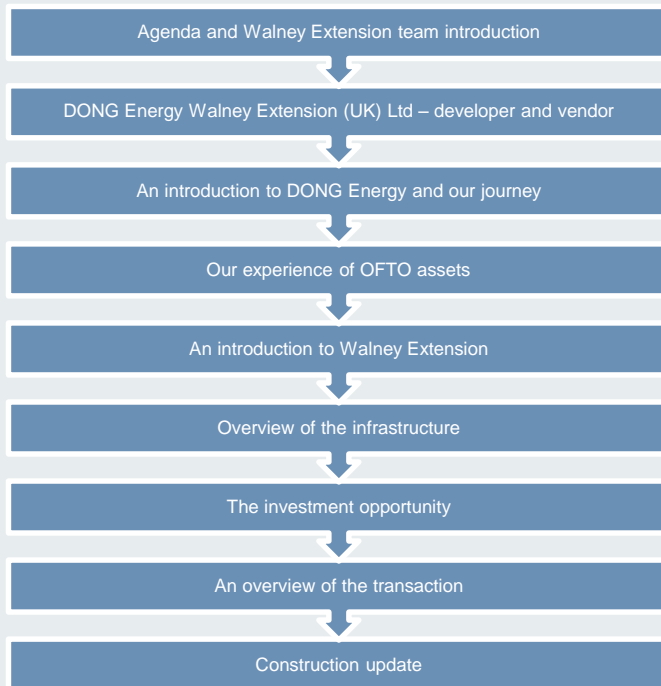 Agenda and Walney Extension team introduction
DONG Energy Walney Extension (UK) Ltd – developer and vendor
An introduction to DONG Energy and our journey
Our experience of OFTO assets
An introduction to Walney Extension
Overview of the infrastructure
The investment opportunity
An overview of the transaction
Construction update